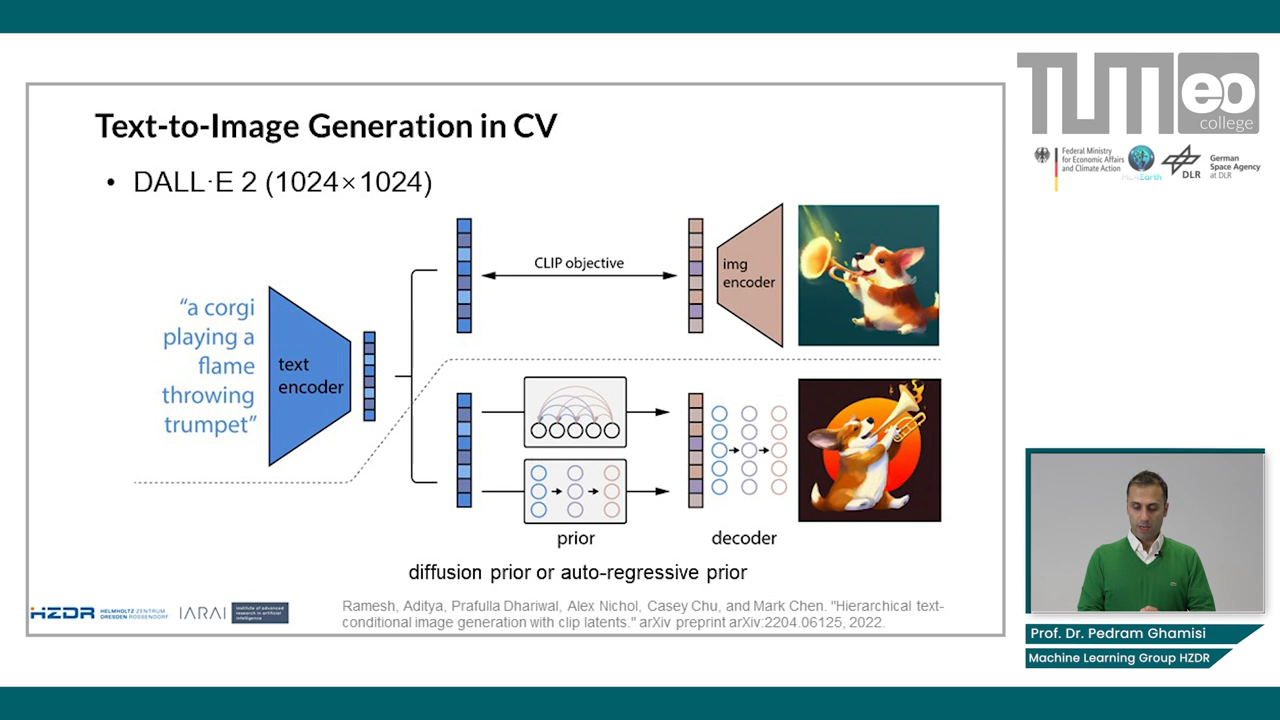 TUM eo
college
Federal Ministry
for Economic Affairs
and Climate Action
ML4Earth
DLR
German
Space Agency
at DLR
Text-to-Image Generation in CV
• DALL·E 2 (1024×1024)
"a corgi
playing a
flame
throwing
trumpet"
text
encoder
CLIP objective
img
encoder
prior
decoder
diffusion prior or auto-regressive prior
HZDR
HELMHOLTZ ZENTRUM
DRESDEN ROSSENDORF
IARAI
institute of advanced
research in artificial
intelligence
Ramesh, Aditya, Prafulla Dhariwal, Alex Nichol, Casey Chu, and Mark Chen. "Hierarchical text-
conditional image generation with clip latents." arXiv preprint arXiv:2204.06125, 2022.
Prof. Dr. Pedram Ghamisi
Machine Learning Group HZDR